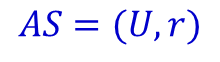 AS = (U, r)